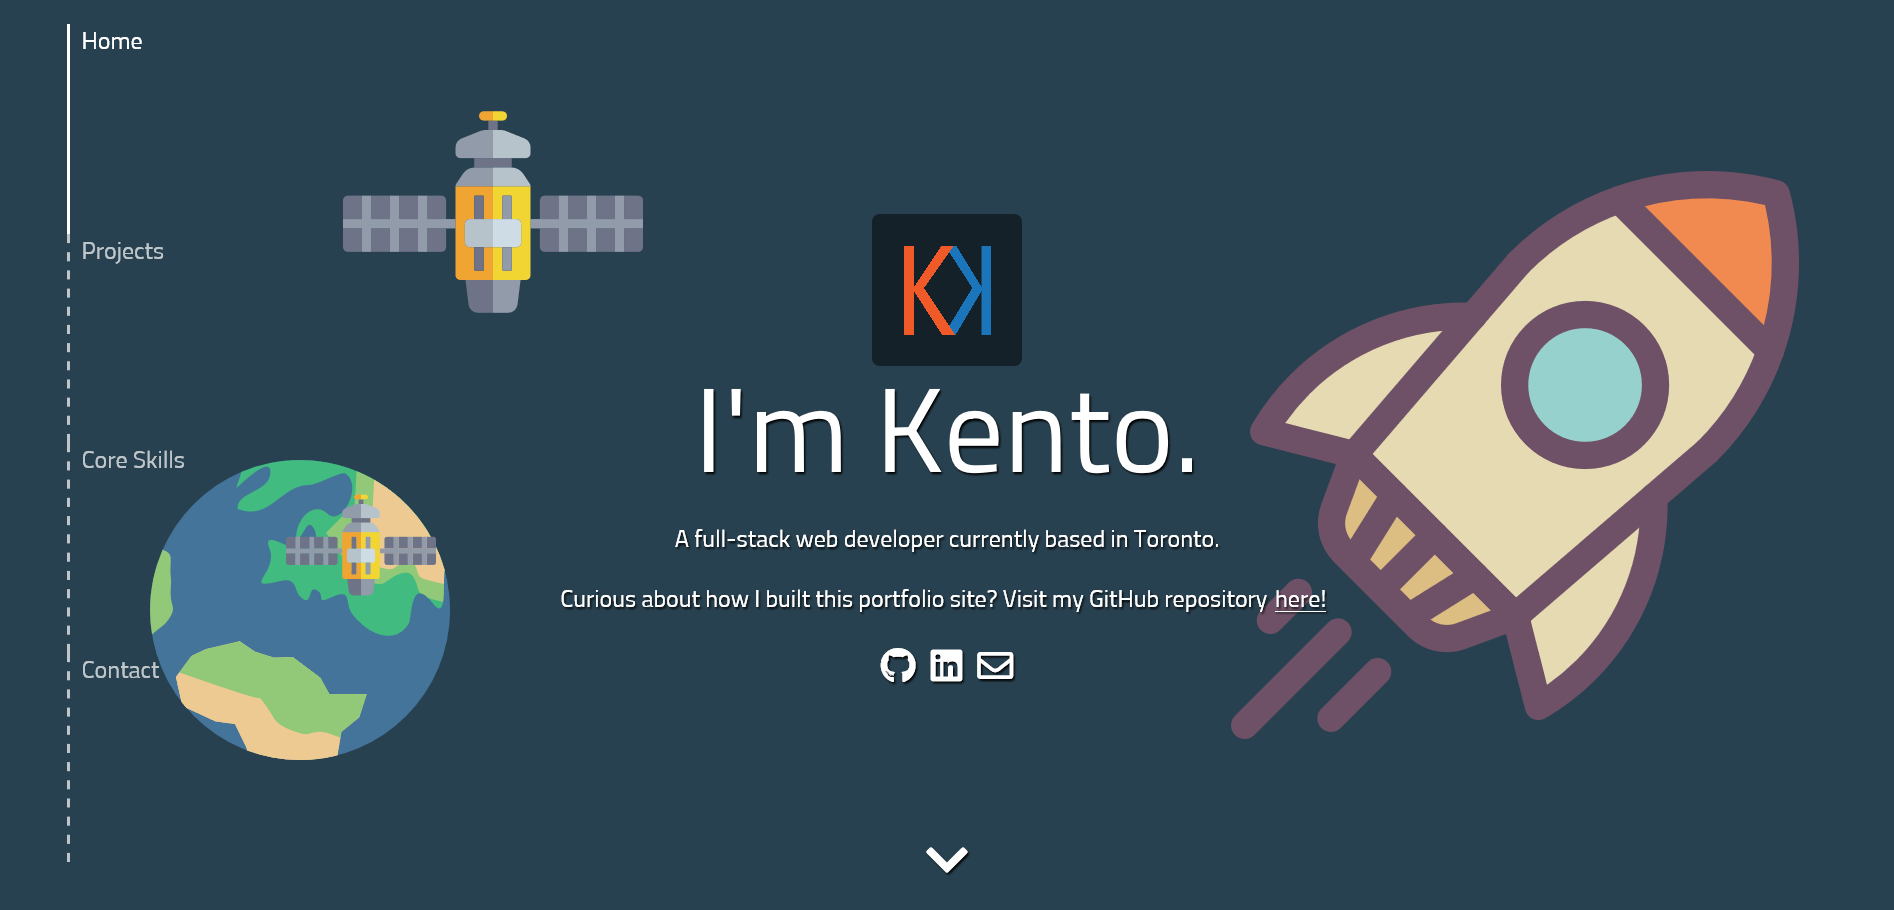 Home
Projects
Core Skills
Contact
I'm Kento.
A full-stack web developer currently based in Toronto.
Curious about how I built this portfolio site? Visit my GitHub repository here!